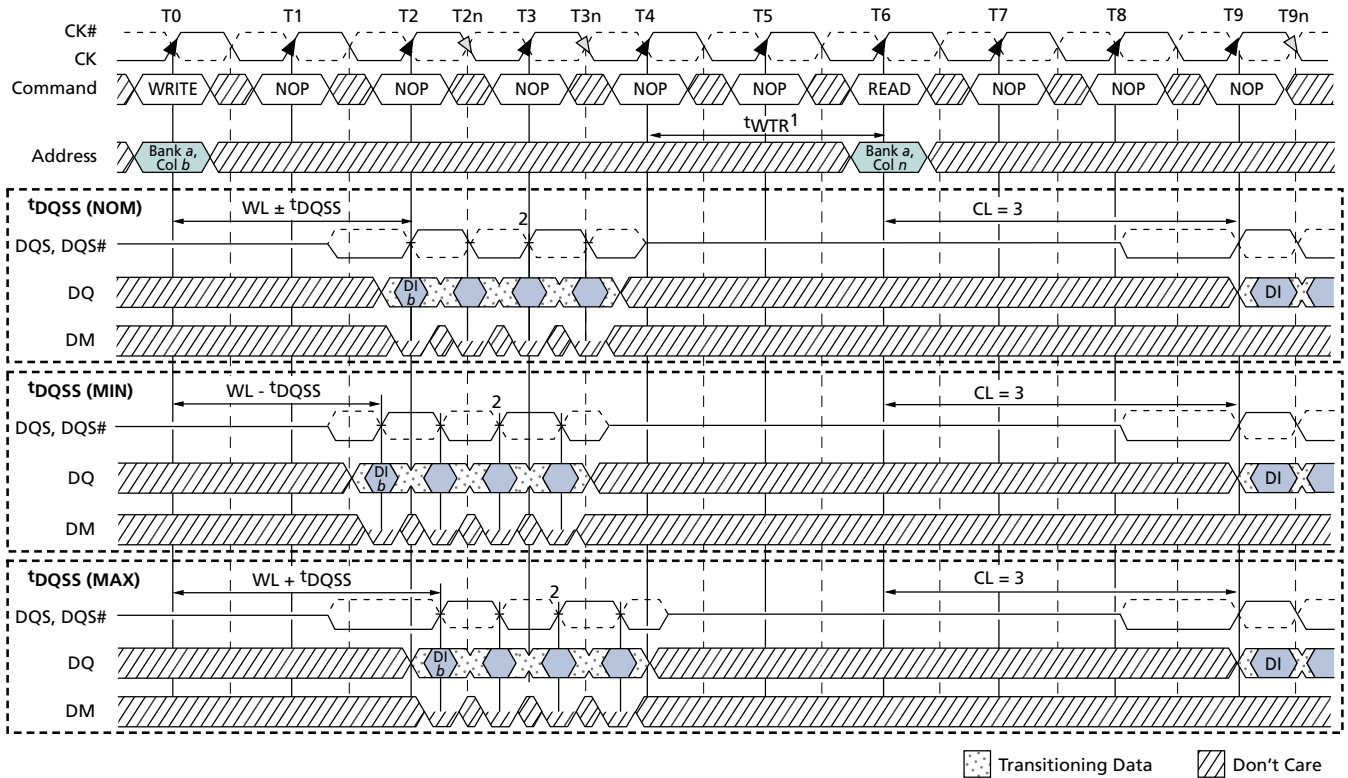 T0 T1 T2 T2n T3 T3n T4 T5 T6 T7 T8 T9 T9n
CK#
CK
Command WRITE NOP NOP NOP NOP NOP READ NOP NOP NOP
tWTR1
Address Bank a, Col b Bank a, Col n
tDQSS (NOM) WL ± tDQSS CL = 3
2
DQS, DQS#
DQ DI b DI
DM
tDQSS (MIN) WL - tDQSS CL = 3
2
DQS, DQS#
DQ DI b DI
DM
tDQSS (MAX) WL + tDQSS CL = 3
2
DQS, DQS#
DQ DI b DI
DM
Transitioning Data Don't Care